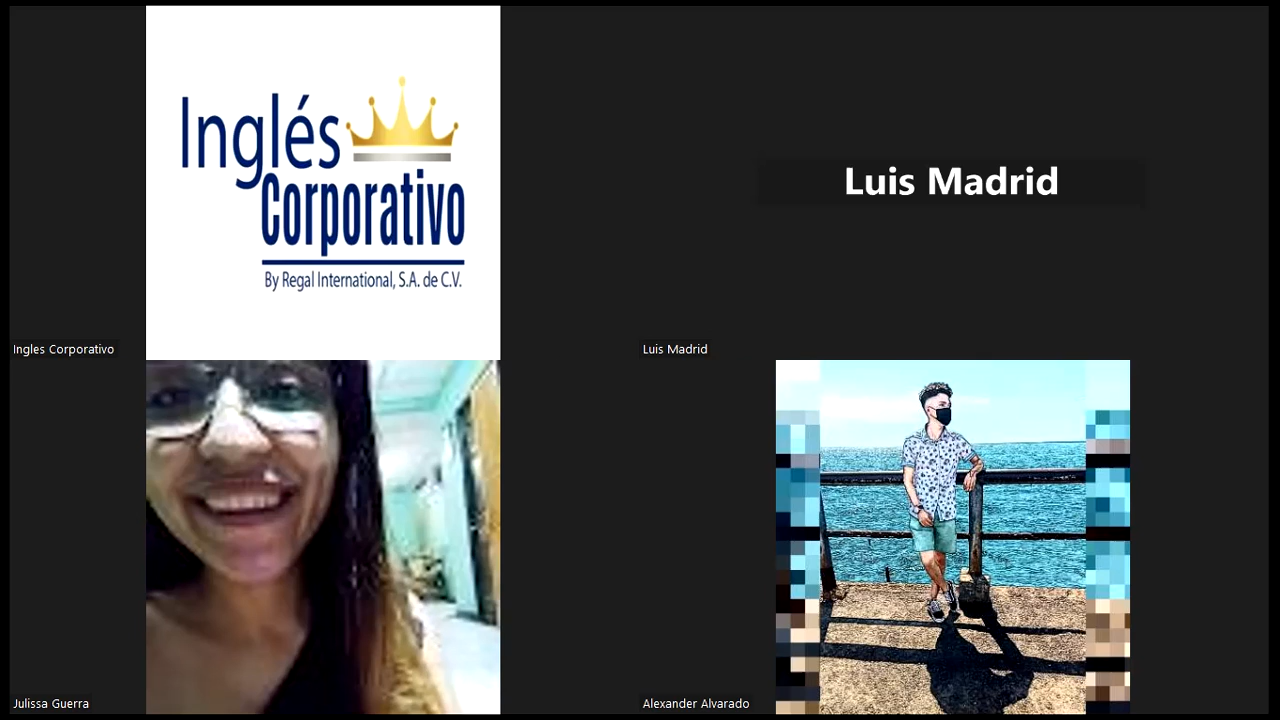 Inglés
Corporativo
By Regal International, S.A. de C.V.
Ingles Corporativo
Luis Madrid
Luis Madrid
Julissa Guerra
Alexander Alvarado